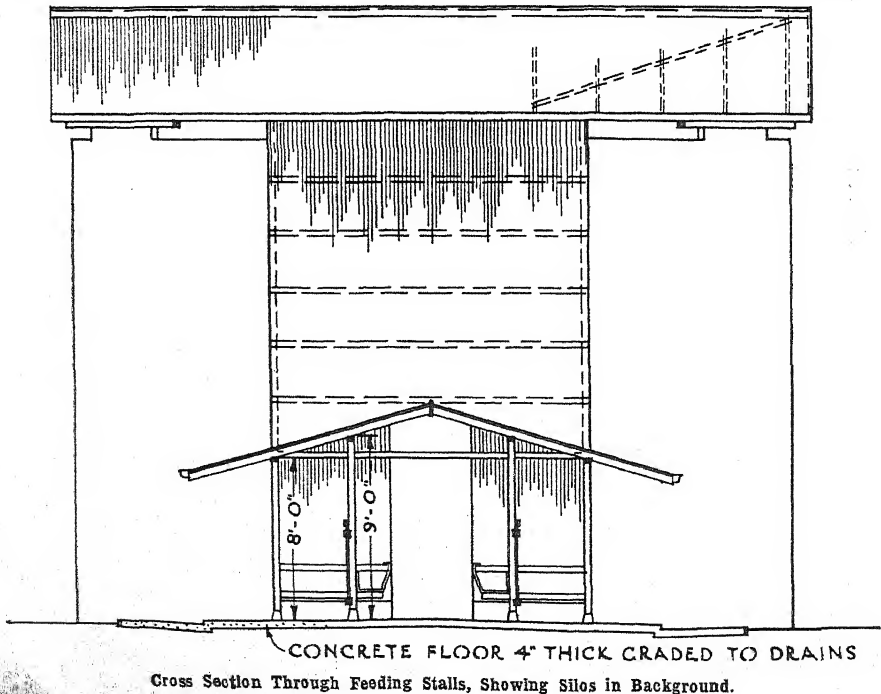 8'-0"
9'-0"
CONCRETE FLOOR 4" THICK GRADED TO DRAINS
Cross Section Through Feeding Stalls, Showing Silos in Background.